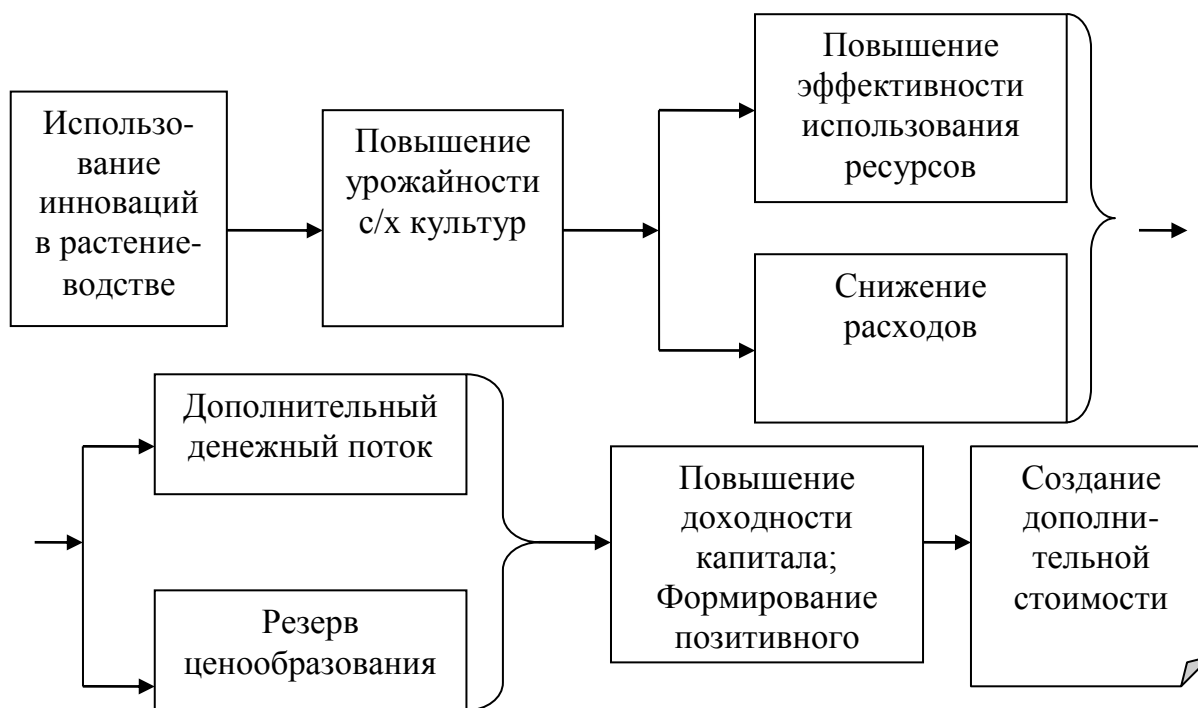 Использо-
вание
инноваций
в растение-
водстве
Повышение
урожайности
с/х культур
Повышение
эффективности
использования
ресурсов
Снижение
расходов
Дополнительный
денежный поток
Резерв
ценообразования
Повышение
доходности
капитала;
Формирование
позитивного
Создание
дополни-
тельной
стоимости